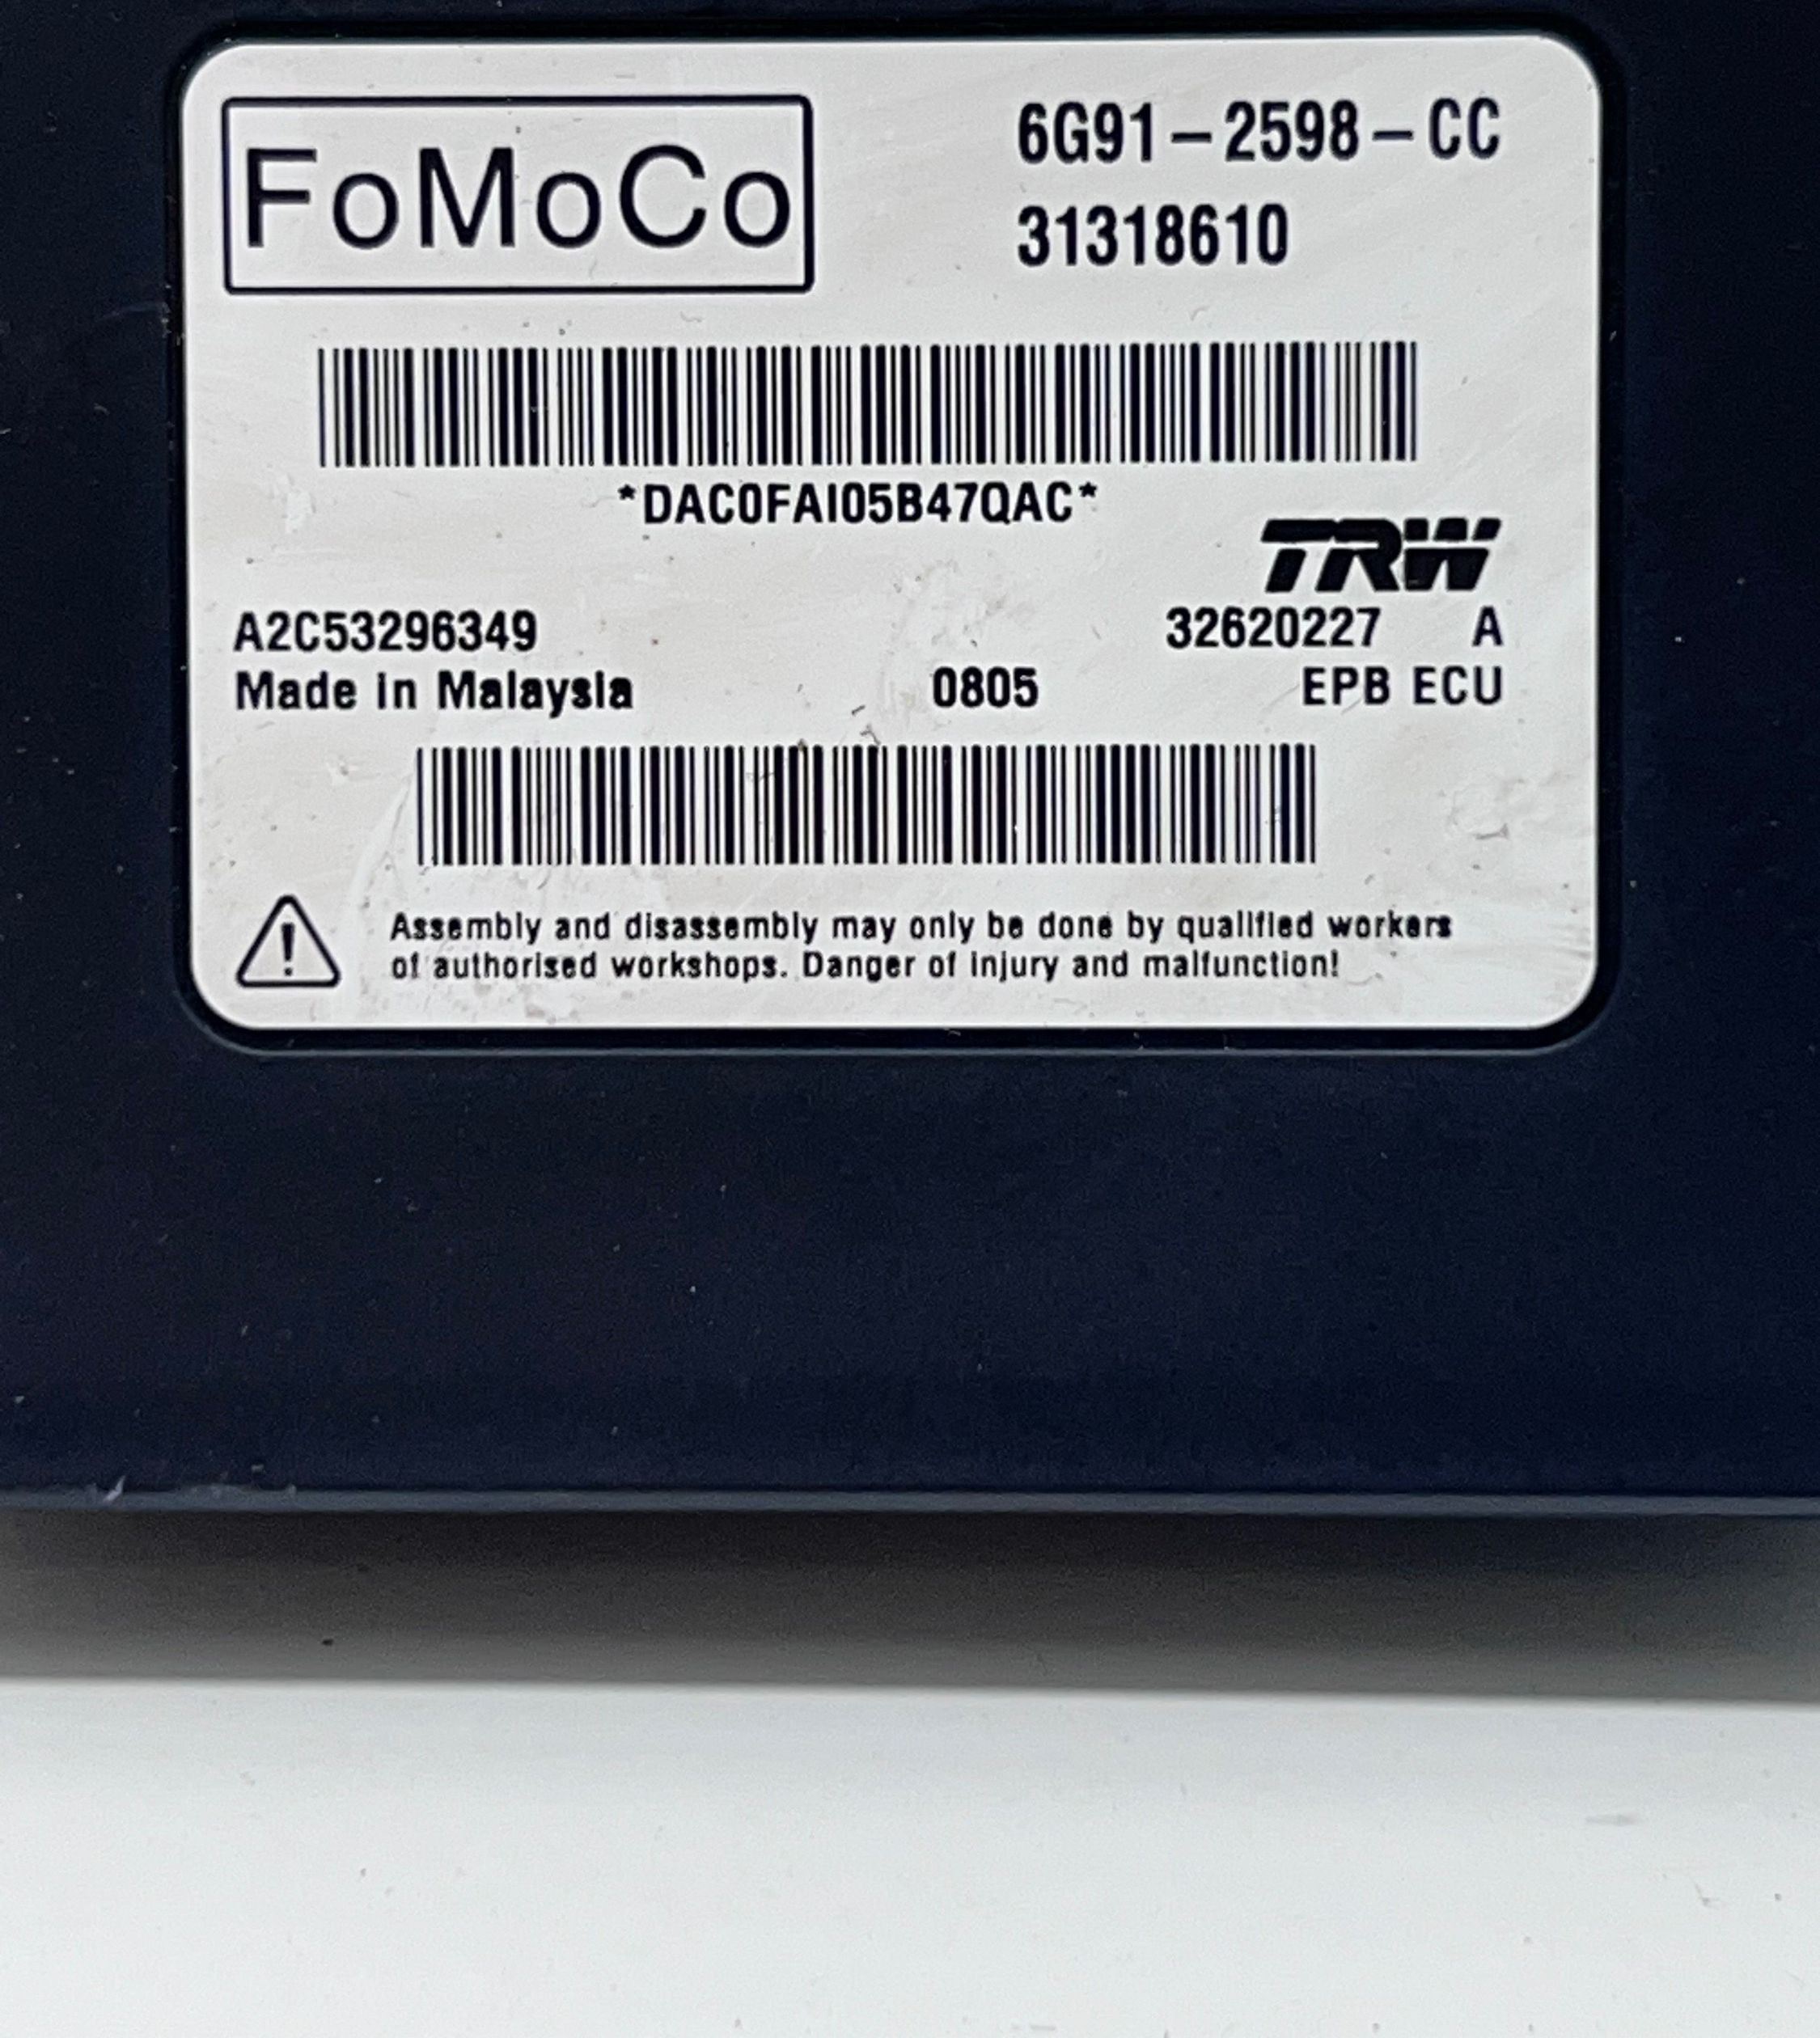 FoMoCo
6G91-2598-CC
31318610
*DAC0FAI05B47QAC*
TRW
A2C53296349
32620227 A
Made in Malaysia
0805
EPB ECU
Assembly and disassembly may only be done by qualified workers
of authorised workshops. Danger of injury and malfunction!